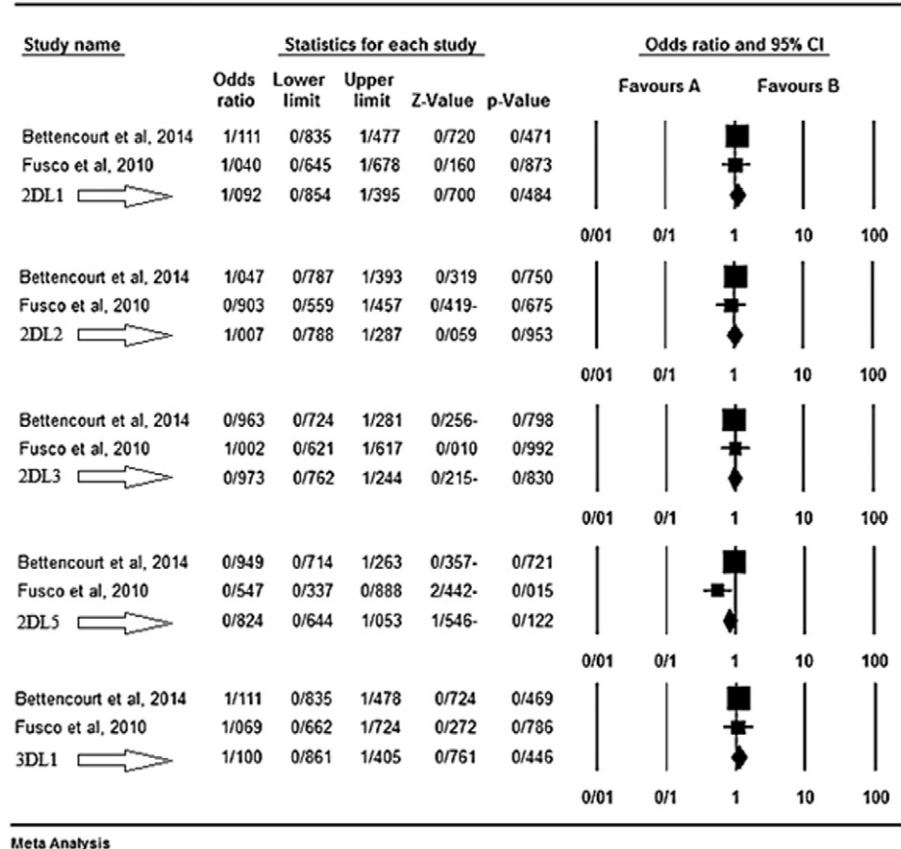 Study name Statistics for each study Odds ratio and 95% CI
Odds ratio Lower limit Upper limit Z-Value p-Value Favours A Favours B
Bettencourt et al, 2014 1/111 0/835 1/477 0/720 0/471
Fusco et al, 2010 1/040 0/645 1/678 0/160 0/873
2DL1 1/092 0/854 1/395 0/700 0/484
0/01 0/1 1 10 100
Bettencourt et al, 2014 1/047 0/787 1/393 0/319 0/750
Fusco et al, 2010 0/903 0/559 1/457 0/419- 0/675
2DL2 1/007 0/788 1/287 0/059 0/953
0/01 0/1 1 10 100
Bettencourt et al, 2014 0/963 0/724 1/281 0/256- 0/798
Fusco et al, 2010 1/002 0/621 1/617 0/010 0/992
2DL3 0/973 0/762 1/244 0/215- 0/830
0/01 0/1 1 10 100
Bettencourt et al, 2014 0/949 0/714 1/263 0/357- 0/721
Fusco et al, 2010 0/547 0/337 0/888 2/442- 0/015
2DL5 0/824 0/644 1/053 1/546- 0/122
0/01 0/1 1 10 100
Bettencourt et al, 2014 1/111 0/835 1/478 0/724 0/469
Fusco et al, 2010 1/069 0/662 1/724 0/272 0/786
3DL1 1/100 0/861 1/405 0/761 0/446
0/01 0/1 1 10 100
Meta Analysis